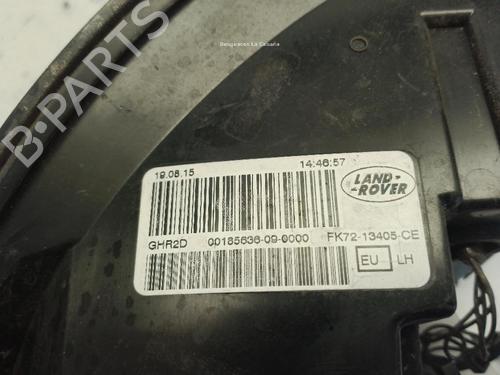 Desguaces La Cabaña
B-PARTS
19.08.15 14:46:57
LAND-
-ROVER
GHR2D 00185636-09-0000 FK72-13405-CE
EU LH